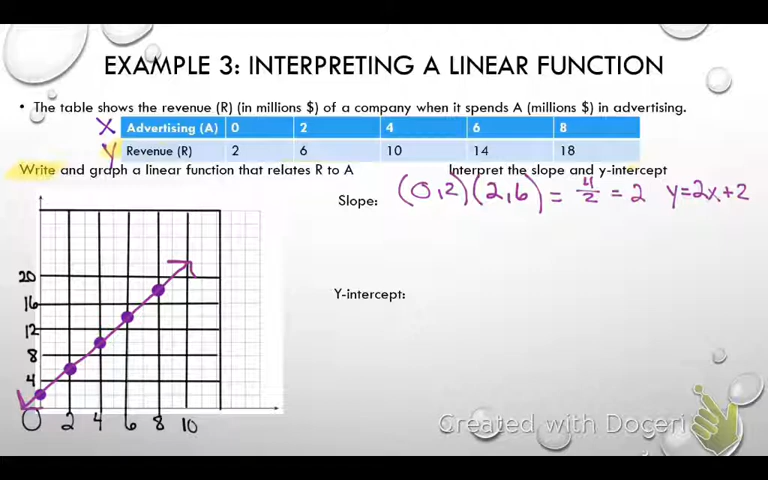 EXAMPLE 3: INTERPRETING A LINEAR FUNCTION
• The table shows the revenue (R) (in millions $) of a company when it spends A (millions $) in advertising.
X Advertising (A) 0 2 4 6 8
Y Revenue (R) 2 6 10 14 18
Write and graph a linear function that relates R to A
Interpret the slope and y-intercept
Slope: (0,2)(2,6) = 4/2 = 2 y=2x+2
Y-intercept:
20
16
12
8
4
0 2 4 6 8 10
Created with Doceri